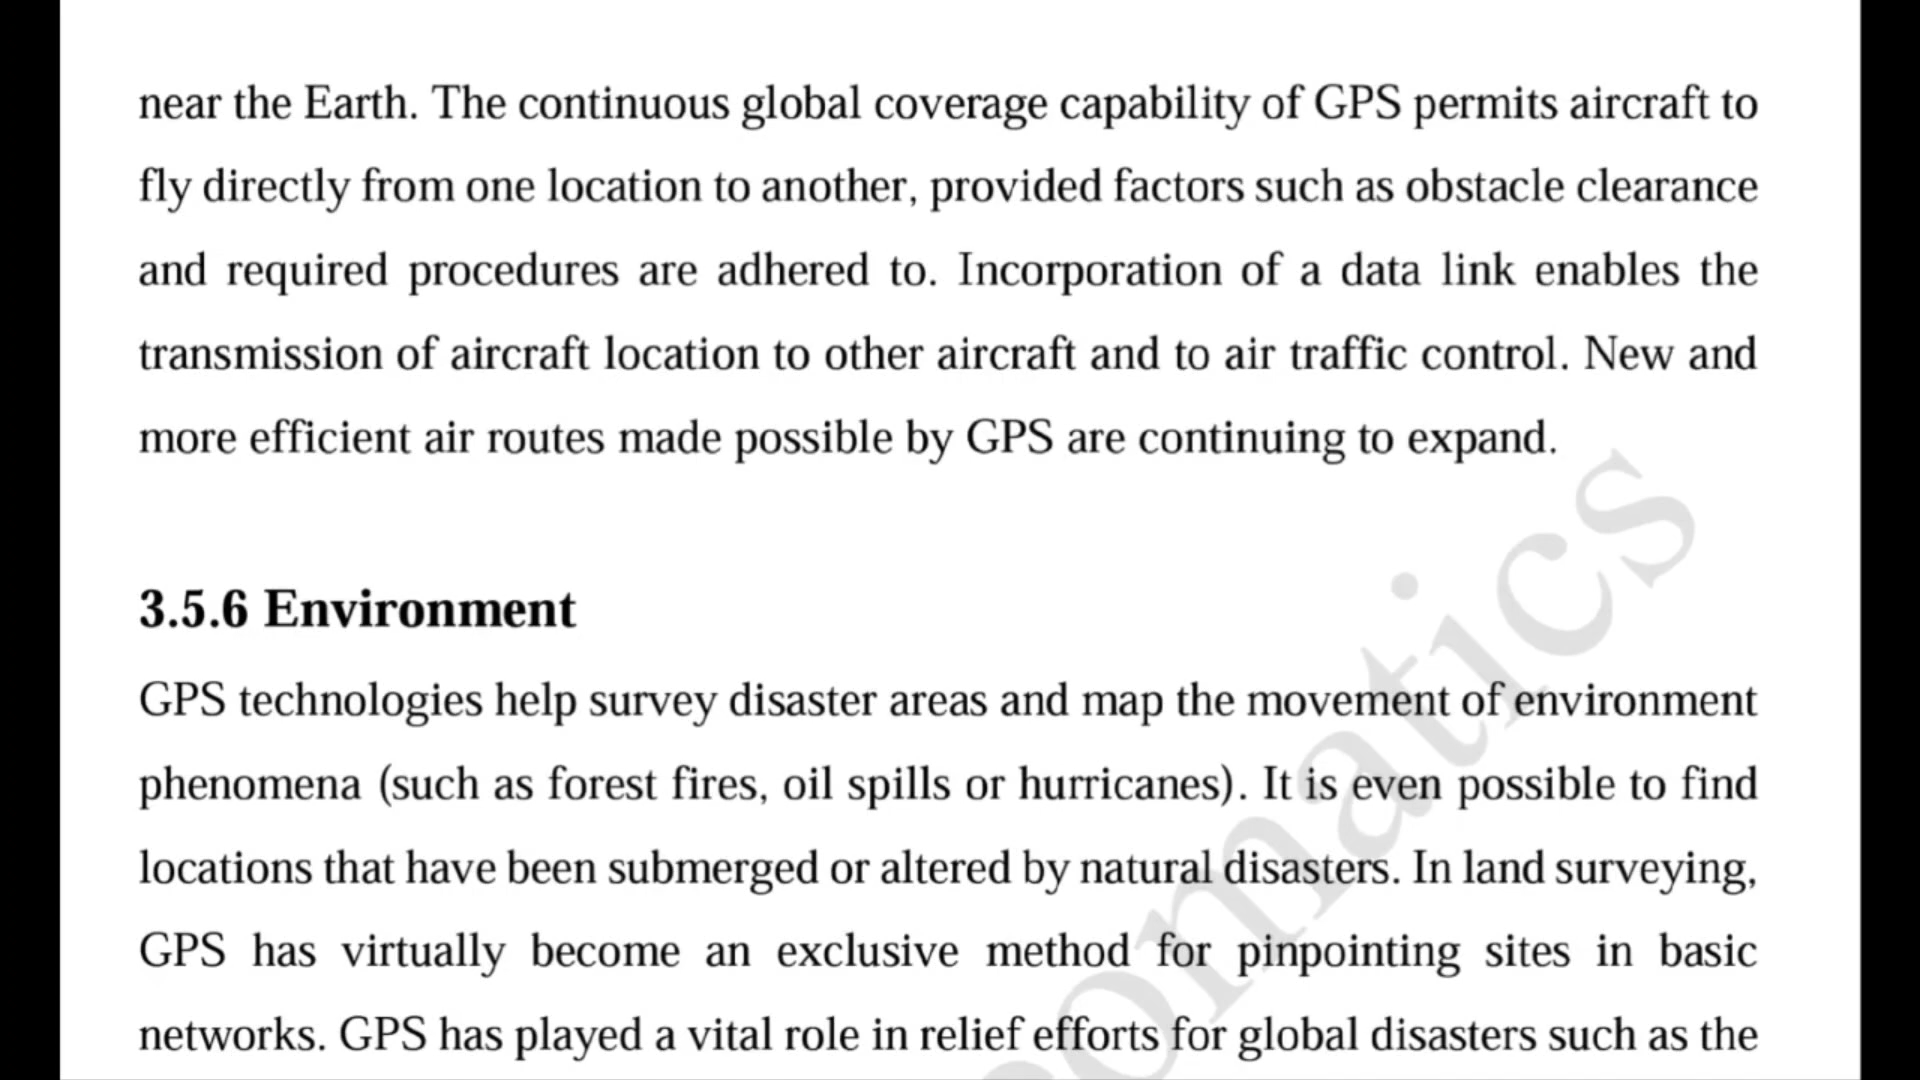 near the Earth. The continuous global coverage capability of GPS permits aircraft to
fly directly from one location to another, provided factors such as obstacle clearance
and required procedures are adhered to. Incorporation of a data link enables the
transmission of aircraft location to other aircraft and to air traffic control. New and
more efficient air routes made possible by GPS are continuing to expand.
3.5.6 Environment
GPS technologies help survey disaster areas and map the movement of environment
phenomena (such as forest fires, oil spills or hurricanes). It is even possible to find
locations that have been submerged or altered by natural disasters. In land surveying,
GPS has virtually become an exclusive method for pinpointing sites in basic
networks. GPS has played a vital role in relief efforts for global disasters such as the
omatics